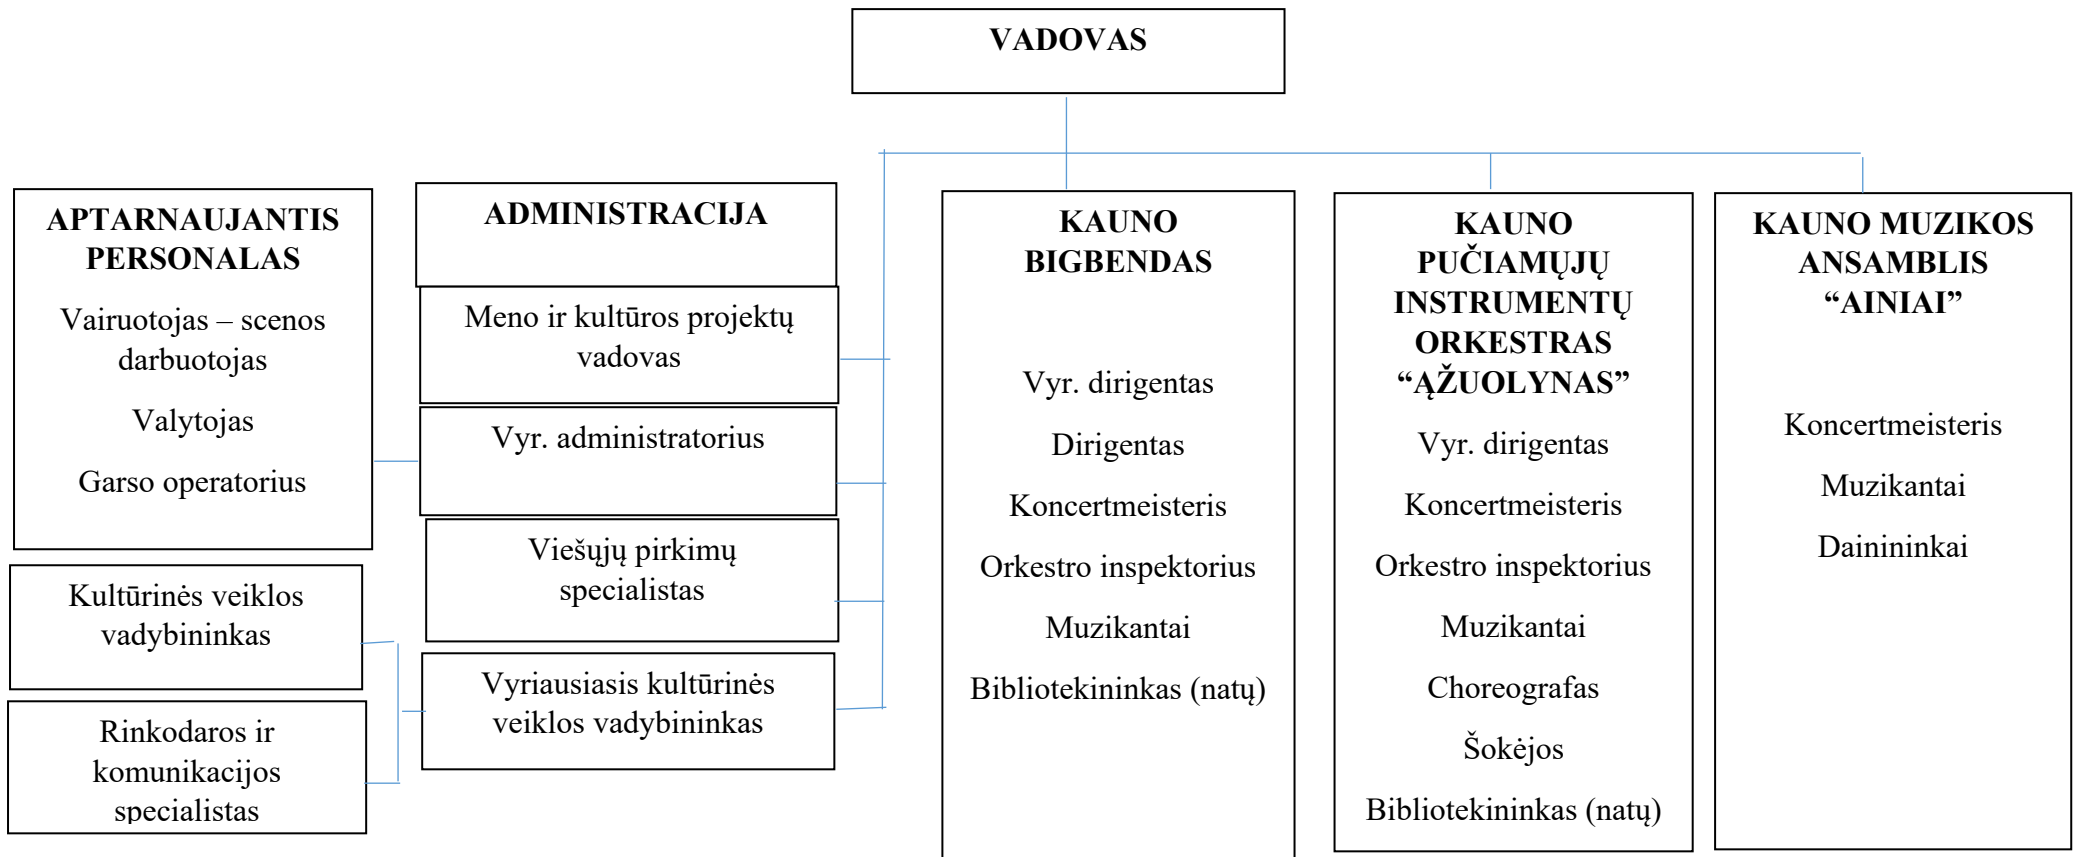 VADOVAS
APTARNAUJANTIS
PERSONALAS
Vairuotojas – scenos
darbuotojas
Valytojas
Garso operatorius
Kultūrinės veiklos
vadybininkas
Rinkodaros ir
komunikacijos
specialistas
ADMINISTRACIJA
Meno ir kultūros projektų
vadovas
Vyr. administratorius
Viešųjų pirkimų
specialistas
Vyriausiasis kultūrinės
veiklos vadybininkas
KAUNO
BIGBENDAS
Vyr. dirigentas
Dirigentas
Koncertmeisteris
Orkestro inspektorius
Muzikantai
Bibliotekininkas (natų)
KAUNO
PUČIAMŲJŲ
INSTRUMENTŲ
ORKESTRAS
“ĄŽUOLYNAS”
Vyr. dirigentas
Koncertmeisteris
Orkestro inspektorius
Muzikantai
Choreografas
Šokėjos
Bibliotekininkas (natų)
KAUNO MUZIKOS
ANSAMBLIS
“AINIAI”
Koncertmeisteris
Muzikantai
Dainininkai